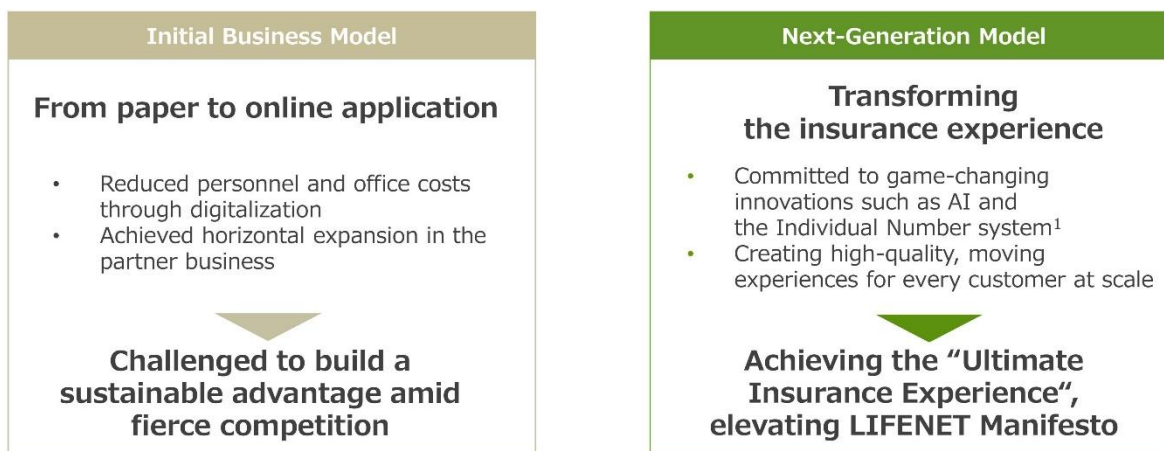 Initial Business Model
From paper to online application
• Reduced personnel and office costs
through digitalization
• Achieved horizontal expansion in the
partner business
Challenged to build a
sustainable advantage amid
fierce competition
Next-Generation Model
Transforming
the insurance experience
• Committed to game-changing
innovations such as AI and
the Individual Number system¹
• Creating high-quality, moving
experiences for every customer at scale
Achieving the “Ultimate
Insurance Experience“,
elevating LIFENET Manifesto